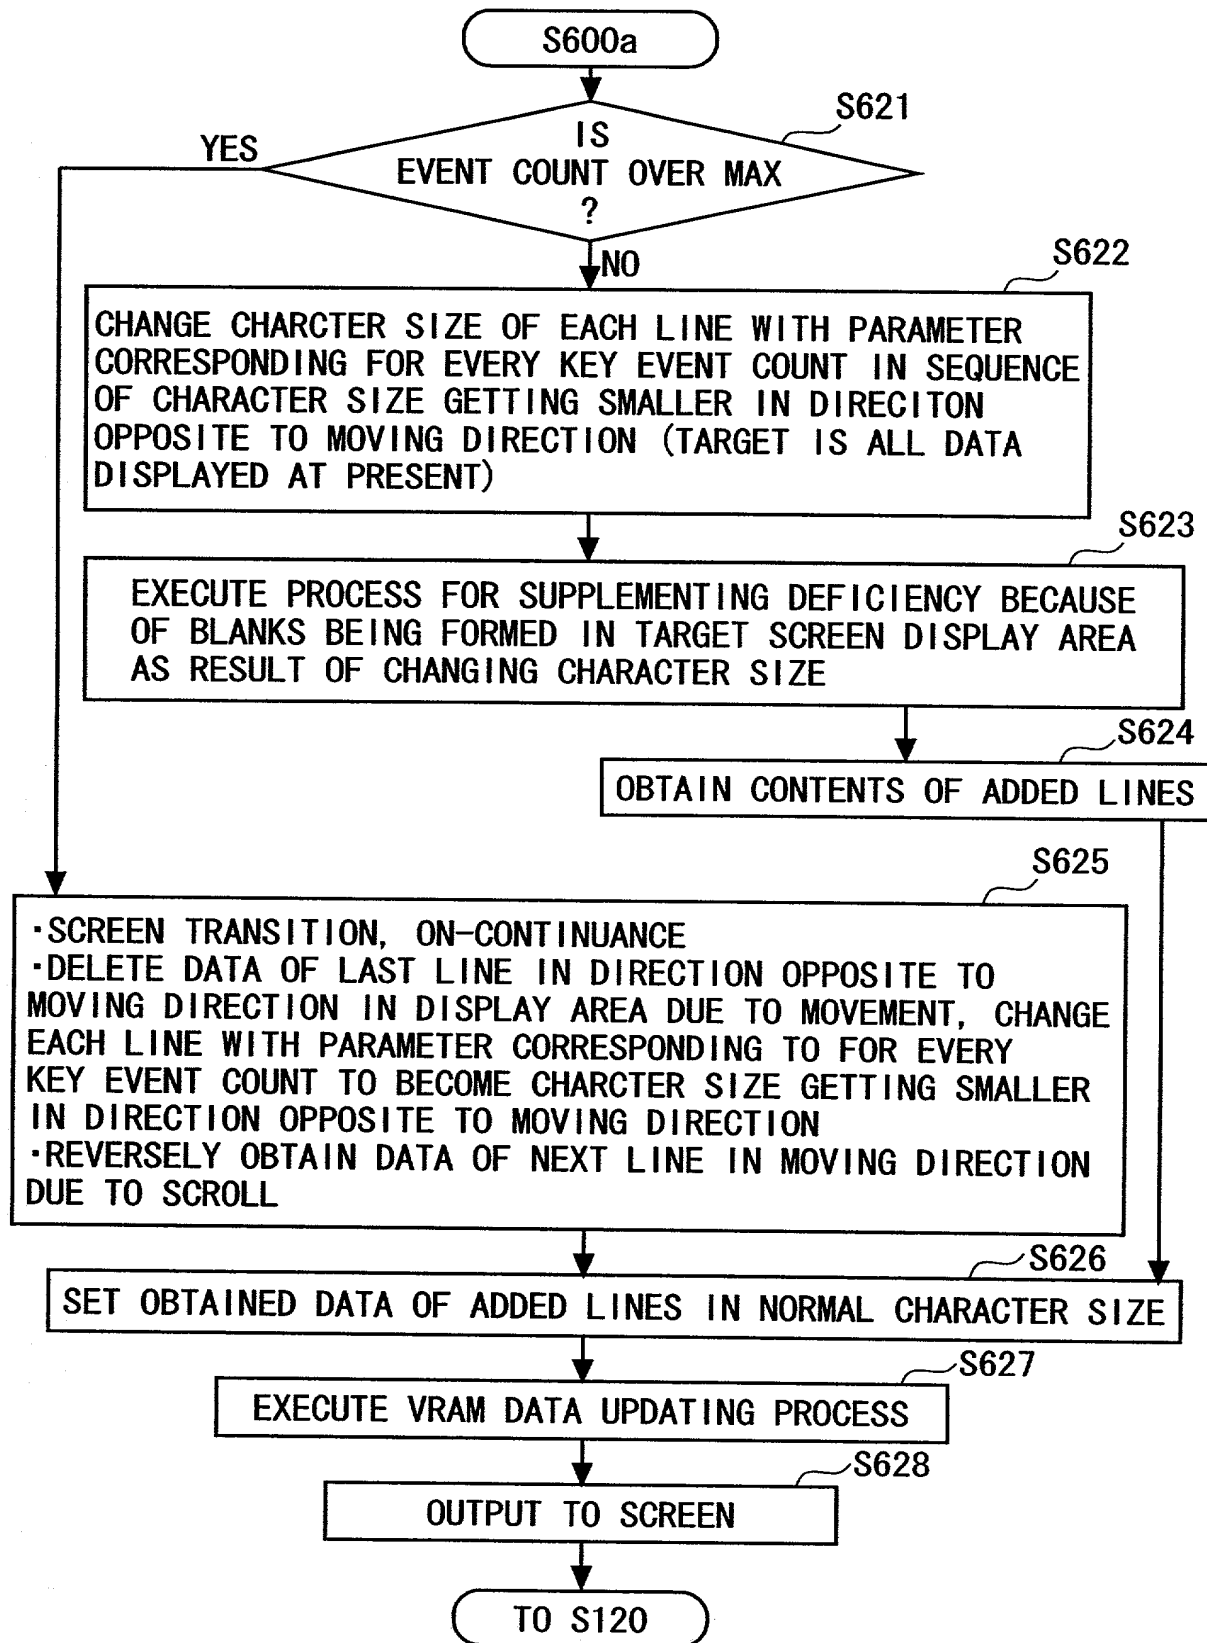 S600a
S621
YES
IS
EVENT COUNT OVER MAX
?
NO
S622
CHANGE CHARCTER SIZE OF EACH LINE WITH PARAMETER
CORRESPONDING FOR EVERY KEY EVENT COUNT IN SEQUENCE
OF CHARACTER SIZE GETTING SMALLER IN DIRECITON
OPPOSITE TO MOVING DIRECTION (TARGET IS ALL DATA
DISPLAYED AT PRESENT)
S623
EXECUTE PROCESS FOR SUPPLEMENTING DEFICIENCY BECAUSE
OF BLANKS BEING FORMED IN TARGET SCREEN DISPLAY AREA
AS RESULT OF CHANGING CHARACTER SIZE
S624
OBTAIN CONTENTS OF ADDED LINES
S625
·SCREEN TRANSITION, ON-CONTINUANCE
·DELETE DATA OF LAST LINE IN DIRECTION OPPOSITE TO
MOVING DIRECTION IN DISPLAY AREA DUE TO MOVEMENT, CHANGE
EACH LINE WITH PARAMETER CORRESPONDING TO FOR EVERY
KEY EVENT COUNT TO BECOME CHARCTER SIZE GETTING SMALLER
IN DIRECTION OPPOSITE TO MOVING DIRECTION
·REVERSELY OBTAIN DATA OF NEXT LINE IN MOVING DIRECTION
DUE TO SCROLL
S626
SET OBTAINED DATA OF ADDED LINES IN NORMAL CHARACTER SIZE
S627
EXECUTE VRAM DATA UPDATING PROCESS
S628
OUTPUT TO SCREEN
TO S120